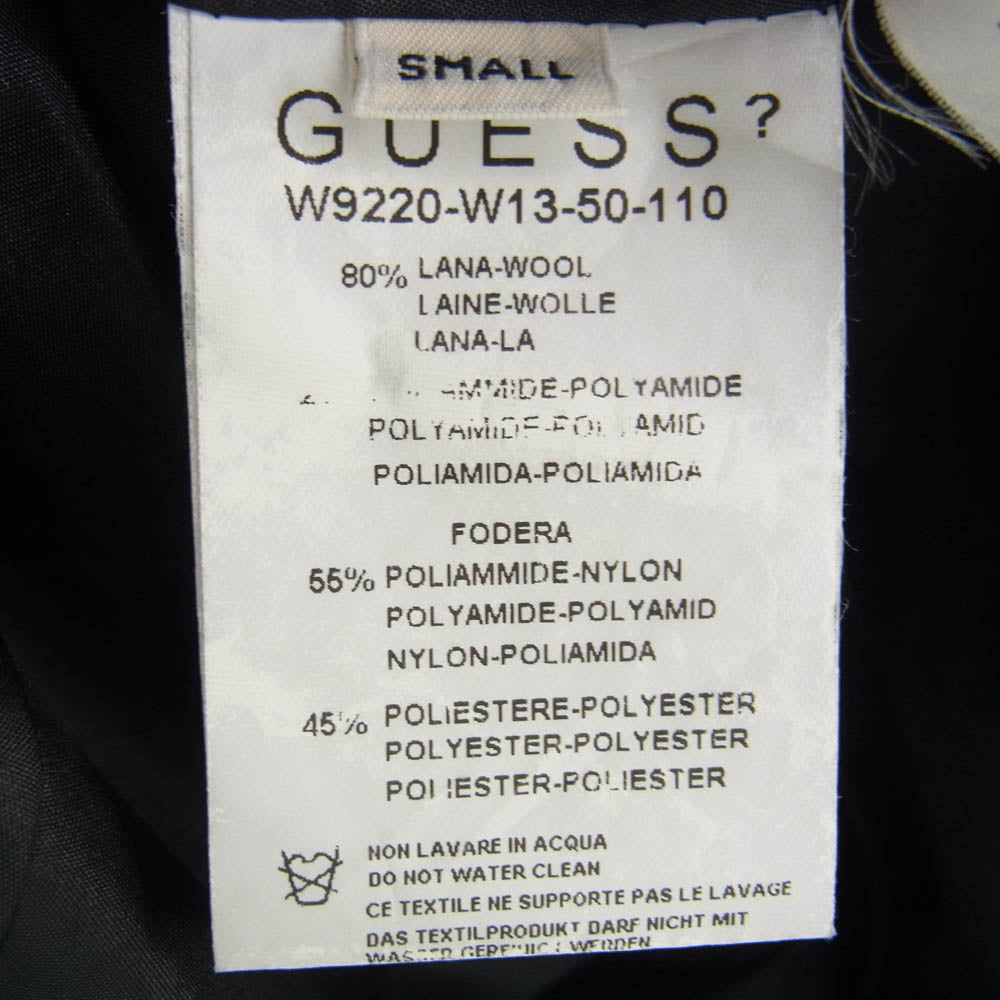 SMALL
GUESS?
W9220-W13-50-110
80% LANA-WOOL
LAINE-WOLLE
LANA-LA
POLYAMIDE
POLYAMIDE-POLYAMID
POLIAMIDA-POLIAMIDA
FODERA
55% POLIAMMIDE-NYLON
POLYAMIDE-POLYAMID
NYLON-POLIAMIDA
45% POLIESTERE-POLYESTER
POLYESTER-POLYESTER
POLIESTER-POLIESTER
NON LAVARE IN ACQUA
DO NOT WATER CLEAN
CE TEXTILE NE SUPPORTE PAS LE LAVAGE
DAS TEXTILPRODUKT DARF NICHT MIT
WERDEN